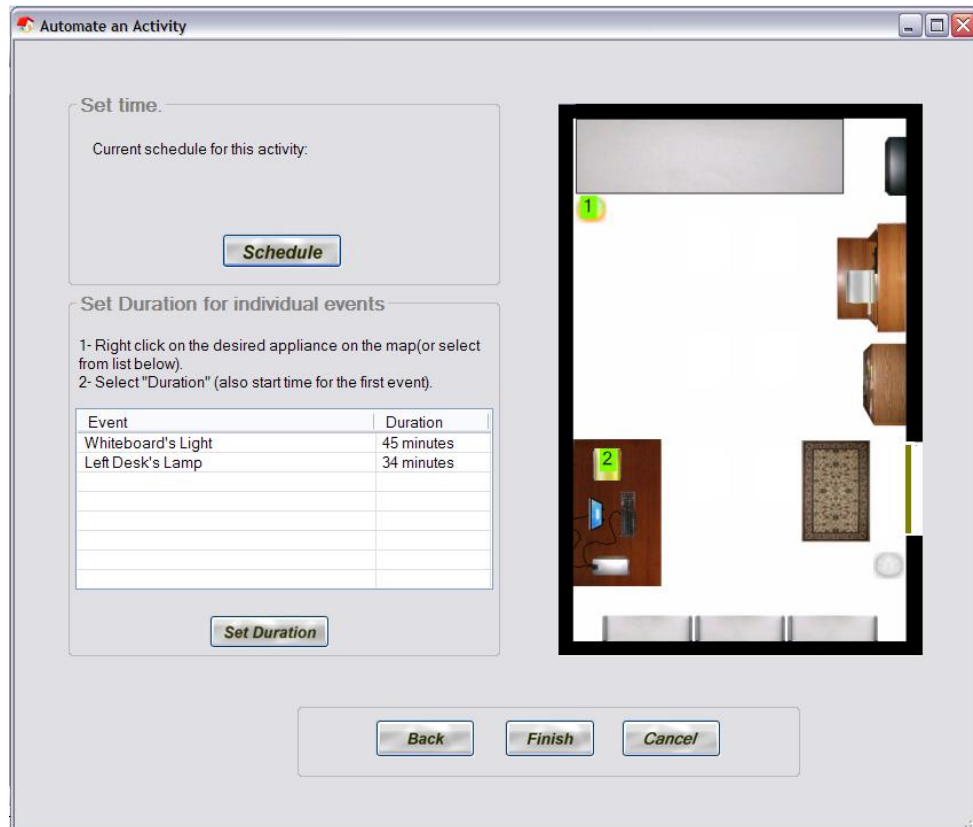 Automate an Activity
Set time.
Current schedule for this activity:
Schedule
Set Duration for individual events
1- Right click on the desired appliance on the map(or select
from list below).
2- Select "Duration" (also start time for the first event).
Event Duration
Whiteboard's Light 45 minutes
Left Desk's Lamp 34 minutes
Set Duration
1
2
Back Finish Cancel